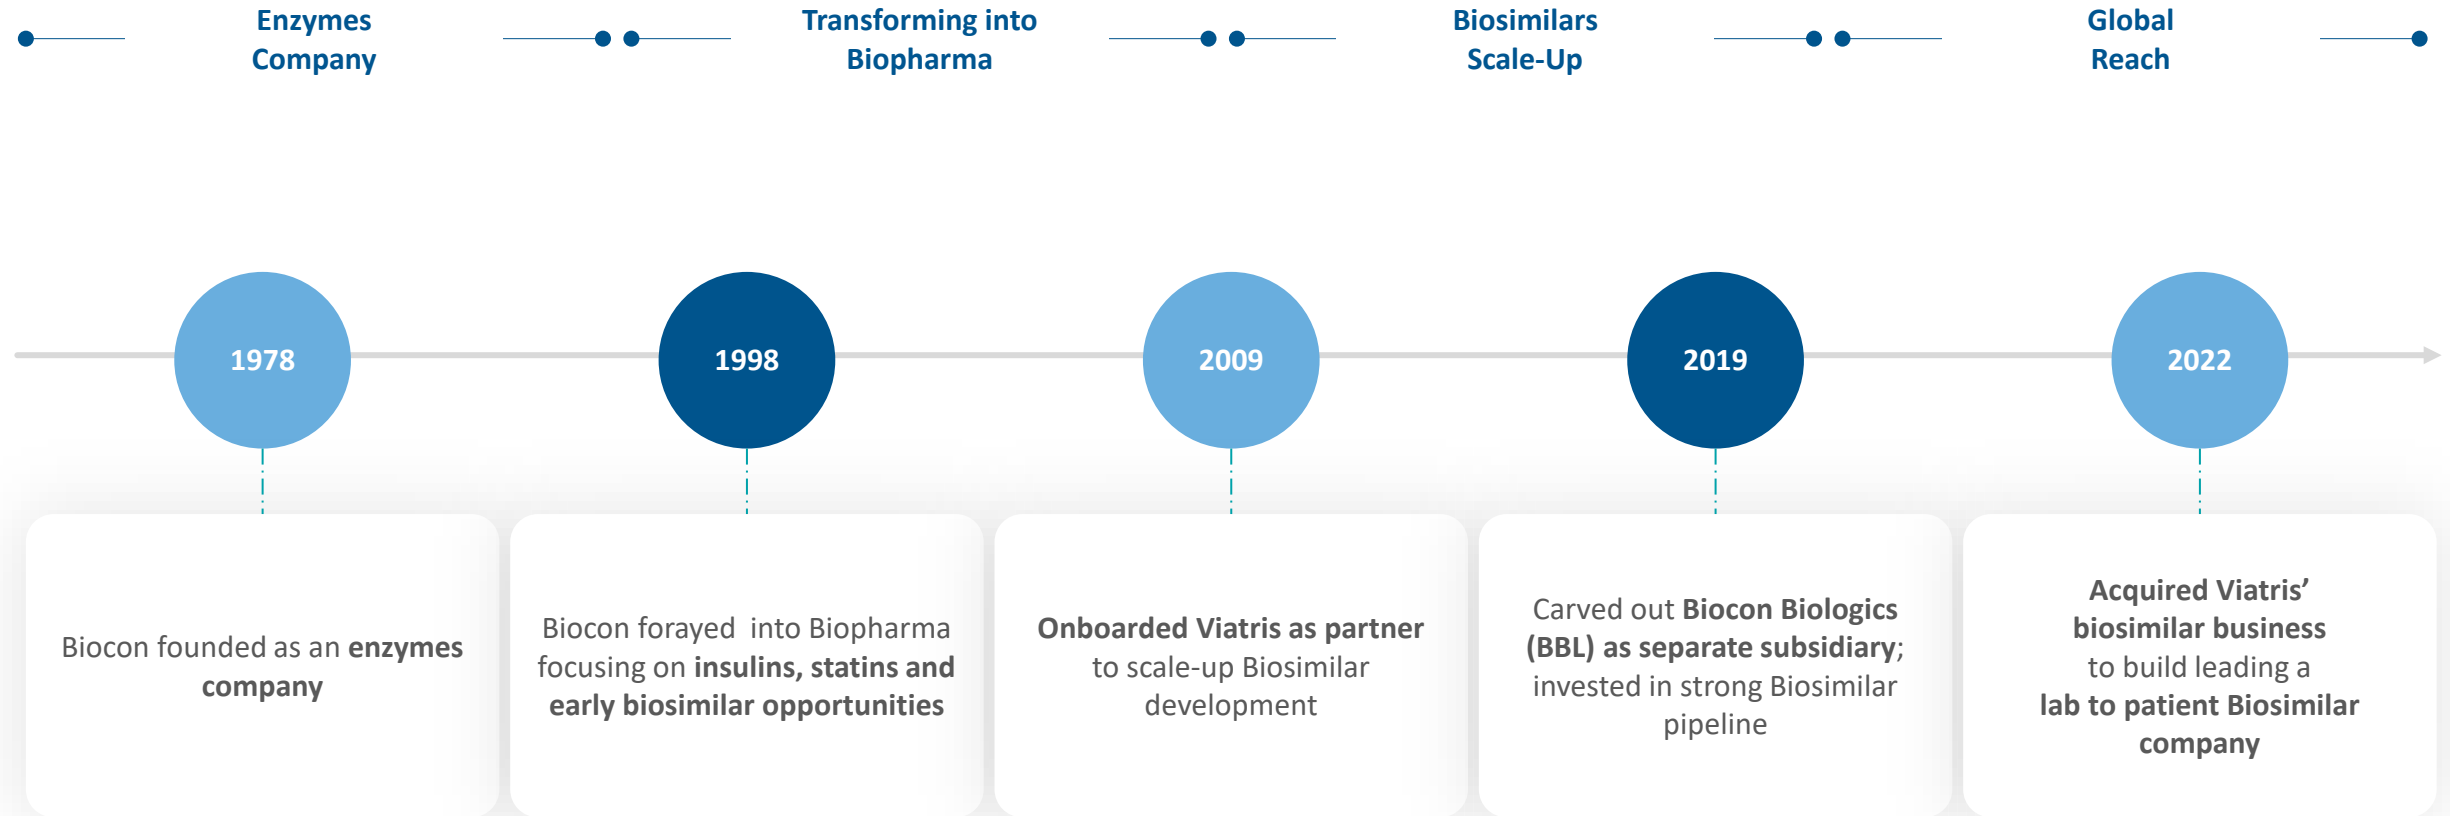 Enzymes
Company
Transforming into
Biopharma
Biosimilars
Scale-Up
Global
Reach
1978
1998
2009
2019
2022
Biocon founded as an enzymes
company
Biocon forayed  into Biopharma
focusing on insulins, statins and
early biosimilar opportunities
Onboarded Viatris as partner
to scale-up Biosimilar
development
Carved out Biocon Biologics
(BBL) as separate subsidiary;
invested in strong Biosimilar
pipeline
Acquired Viatris’
biosimilar business
to build leading a
lab to patient Biosimilar
company